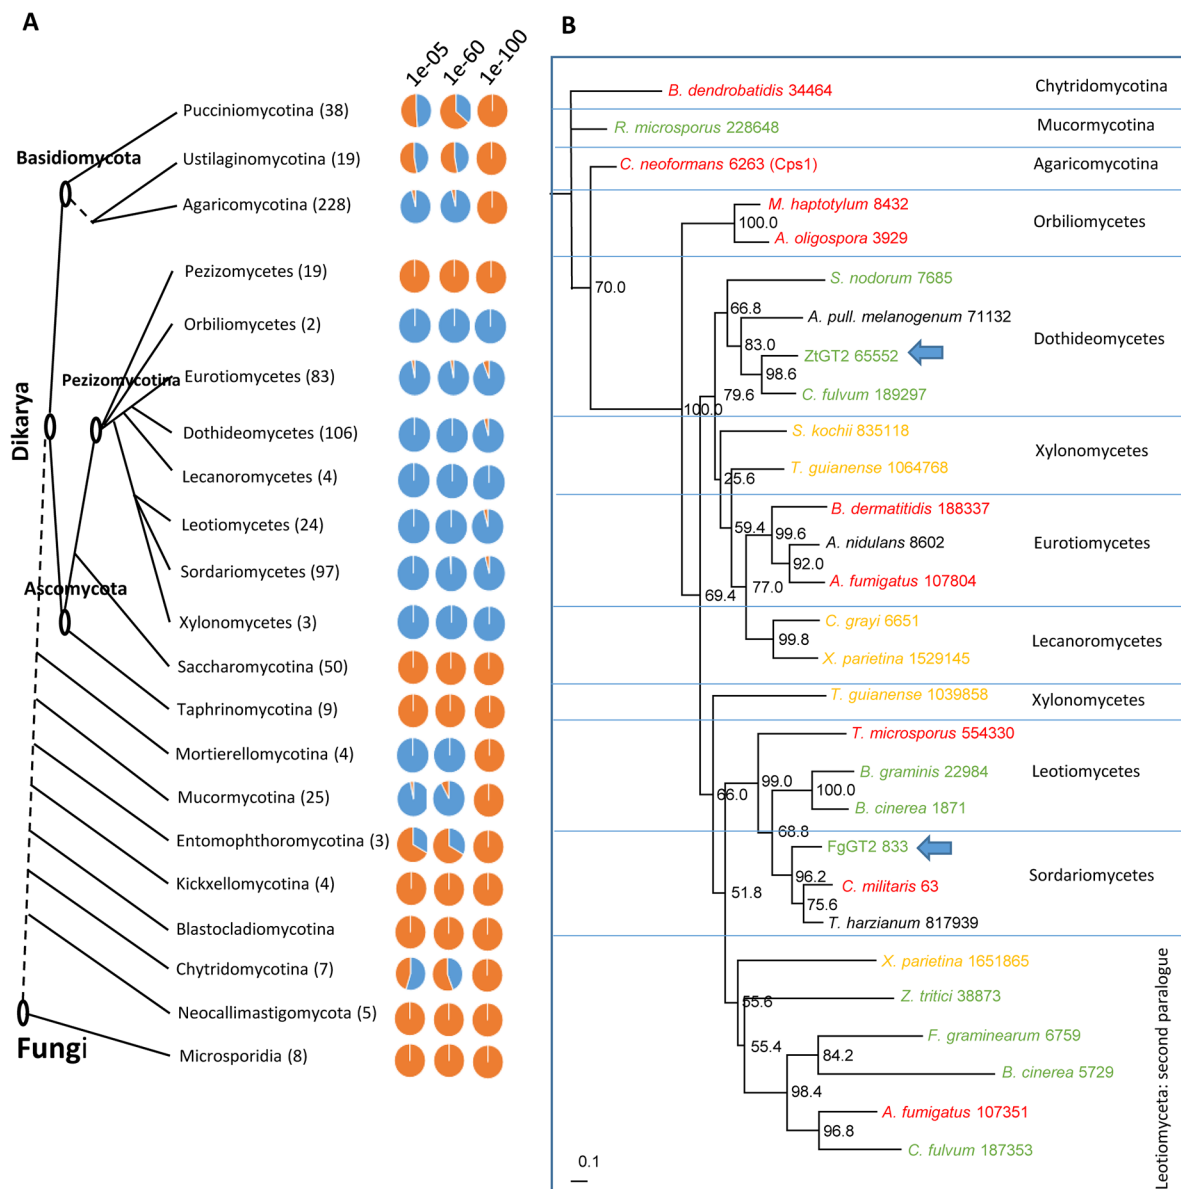 A
1e-05
1e-60
1e-100
Pucciniomycotina (38)
Basidiomycota
Ustilaginomycotina (19)
Agaricomycotina (228)
Pezizomycetes (19)
Orbiliomycetes (2)
Pezizomycotina
Eurotiomycetes (83)
Dikarya
Dothideomycetes (106)
Lecanoromycetes (4)
Leotiomycetes (24)
Sordariomycetes (97)
Ascomycota
Xylonomycetes (3)
Saccharomycotina (50)
Taphrinomycotina (9)
Mortierellomycotina (4)
Mucormycotina (25)
Entomophthoromycotina (3)
Kickxellomycotina (4)
Blastocladiomycotina
Chytridomycotina (7)
Neocallimastigomycota (5)
Fungi
Microsporidia (8)
B
B. dendrobatidis 34464
Chytridomycotina
R. microsporus 228648
Mucormycotina
C. neoformans 6263 (Cps1)
Agaricomycotina
M. haptotylum 8432
100.0
Orbiliomycetes
A. oligospora 3929
70.0
S. nodorum 7685
66.8
A. pull. melanogenum 71132
Dothideomycetes
83.0
ZtGT2 65552
98.6
79.6
C. fulvum 189297
100.0
S. kochii 835118
Xylonomycetes
T. guianense 1064768
25.6
B. dermatitidis 188337
59.4
99.6
A. nidulans 8602
Eurotiomycetes
92.0
A. fumigatus 107804
77.0
69.4
C. grayi 6651
99.8
Lecanoromycetes
X. parietina 1529145
T. guianense 1039858
Xylonomycetes
T. microsporus 554330
B. graminis 22984
Leotiomycetes
99.0
100.0
66.0
B. cinerea 1871
68.8
FgGT2 833
96.2
Sordariomycetes
C. militaris 63
51.8
75.6
T. harzianum 817939
X. parietina 1651865
Z. tritici 38873
55.6
F. graminearum 6759
55.4
84.2
B. cinerea 5729
98.4
A. fumigatus 107351
96.8
C. fulvum 187353
Leotiomyceta: second paralogue
0.1